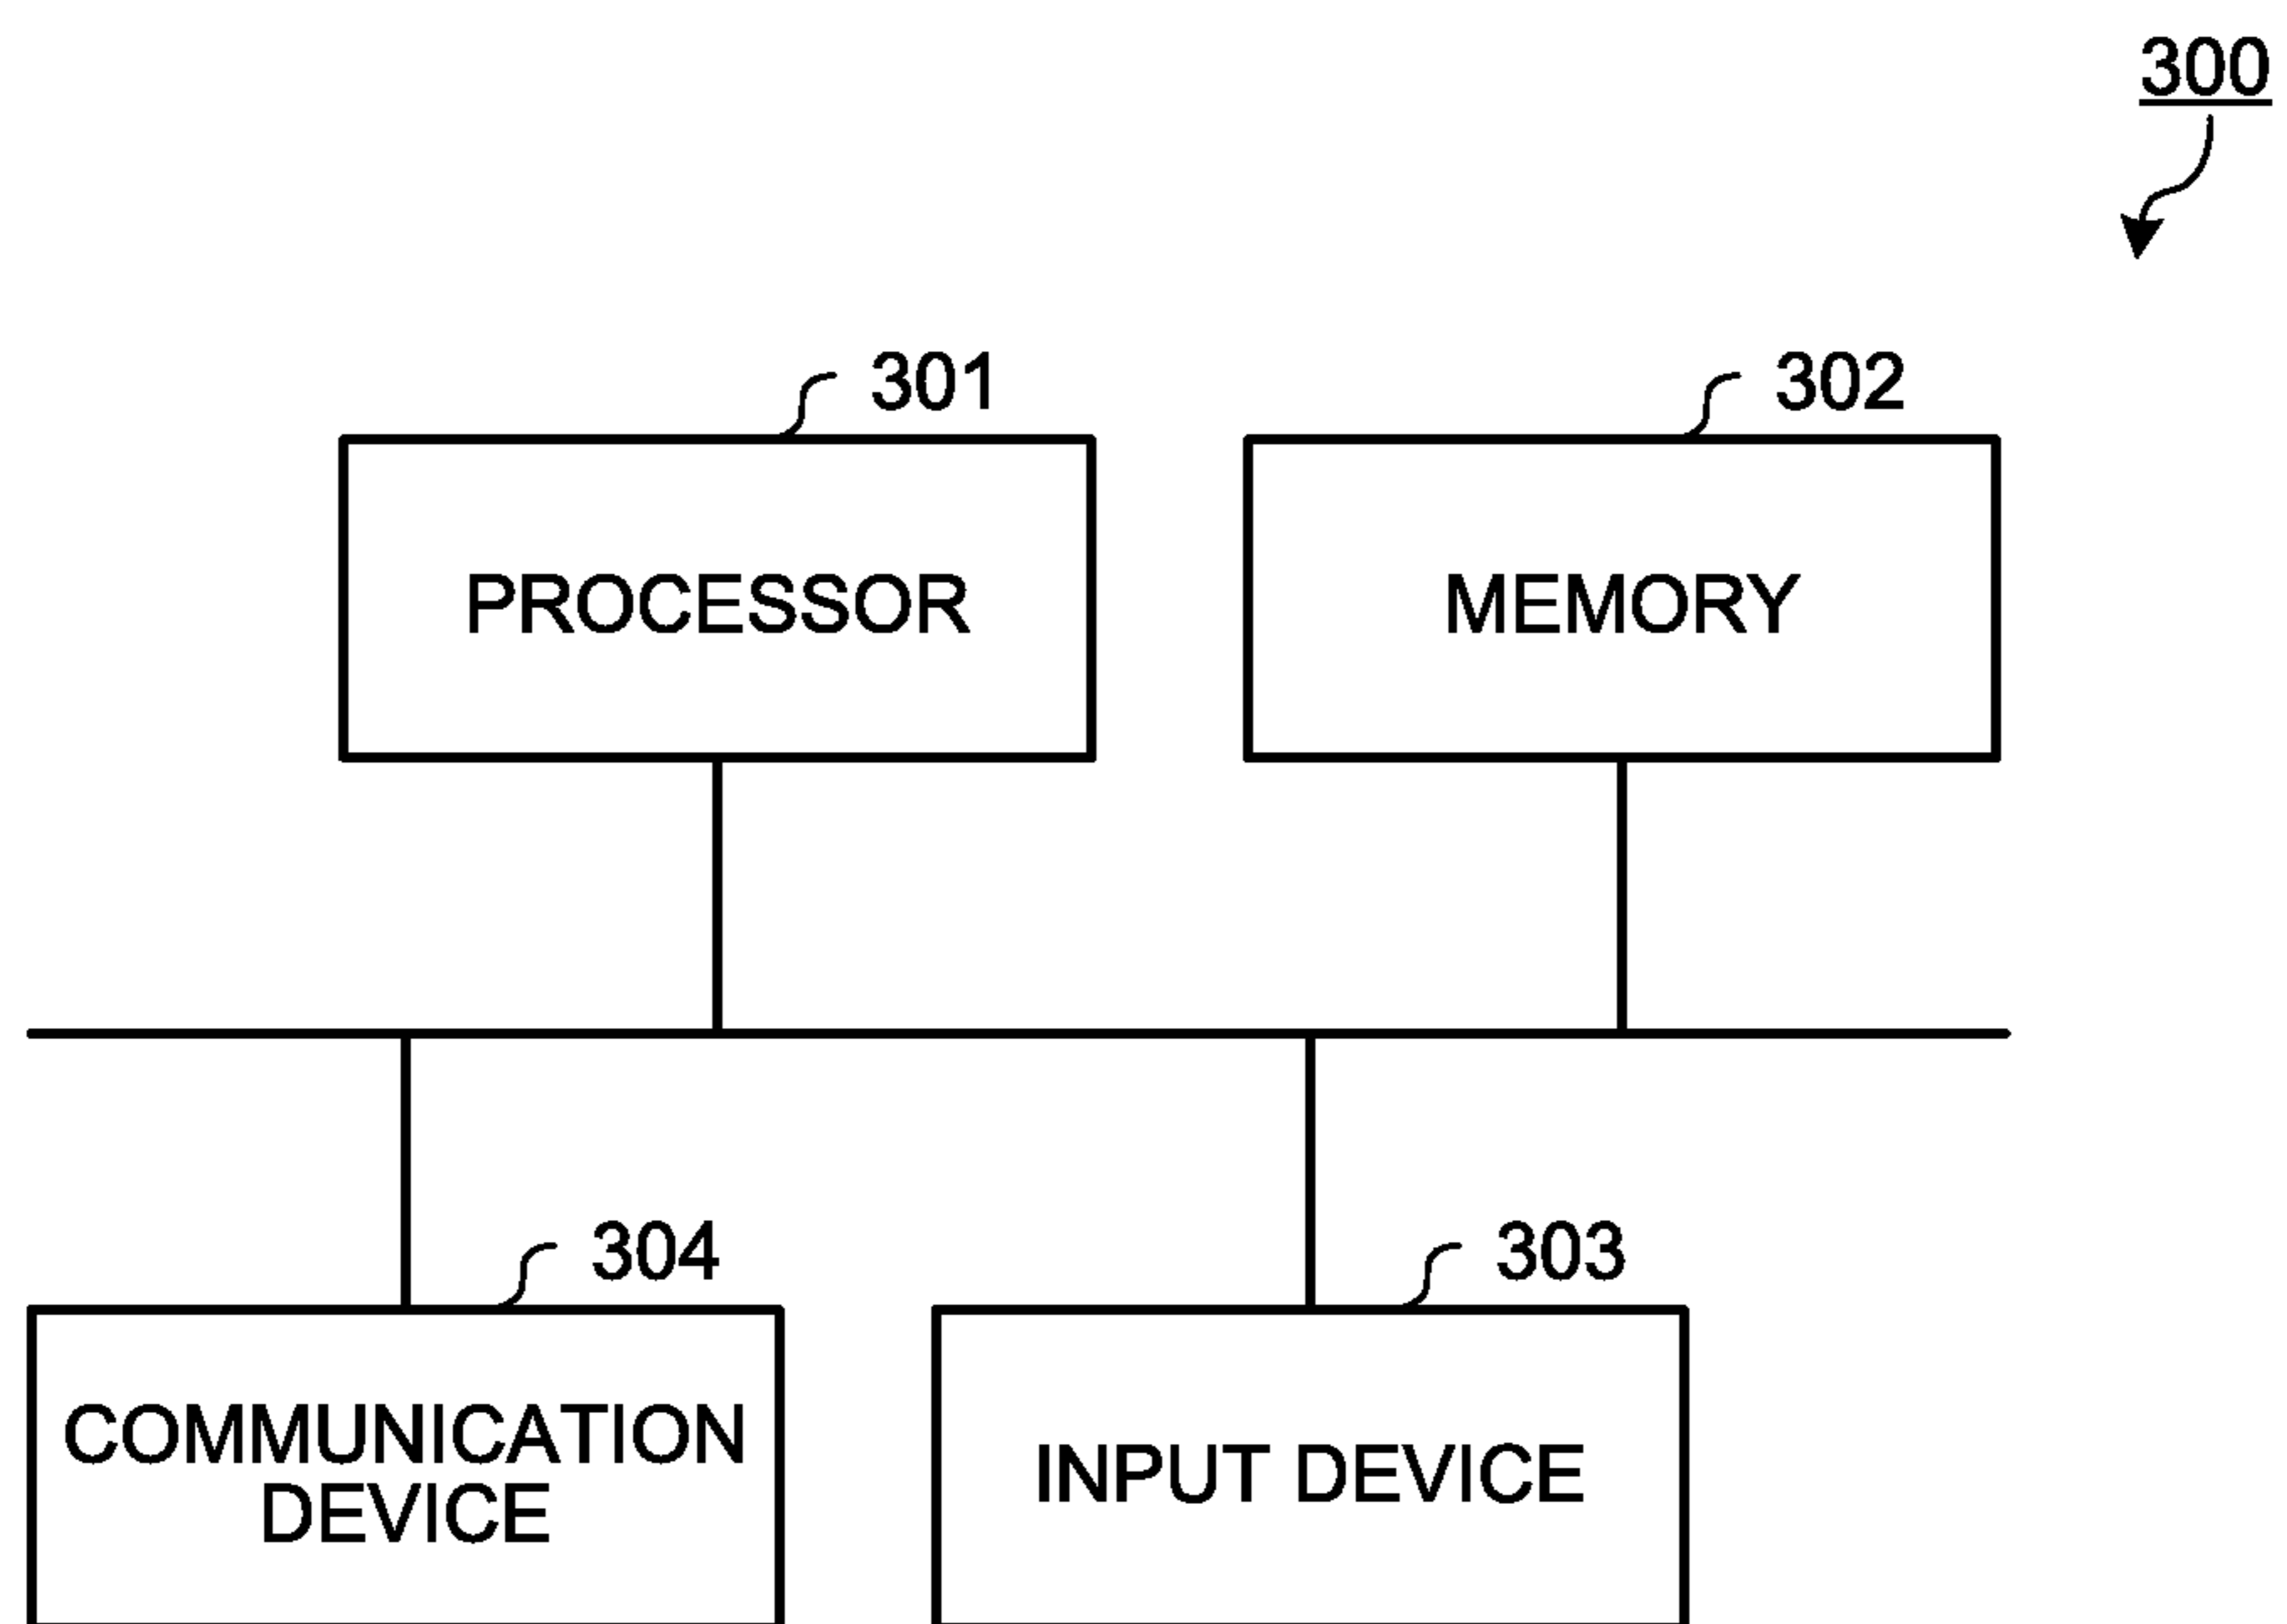 300
301
302
PROCESSOR
MEMORY
304
303
COMMUNICATION
DEVICE
INPUT DEVICE